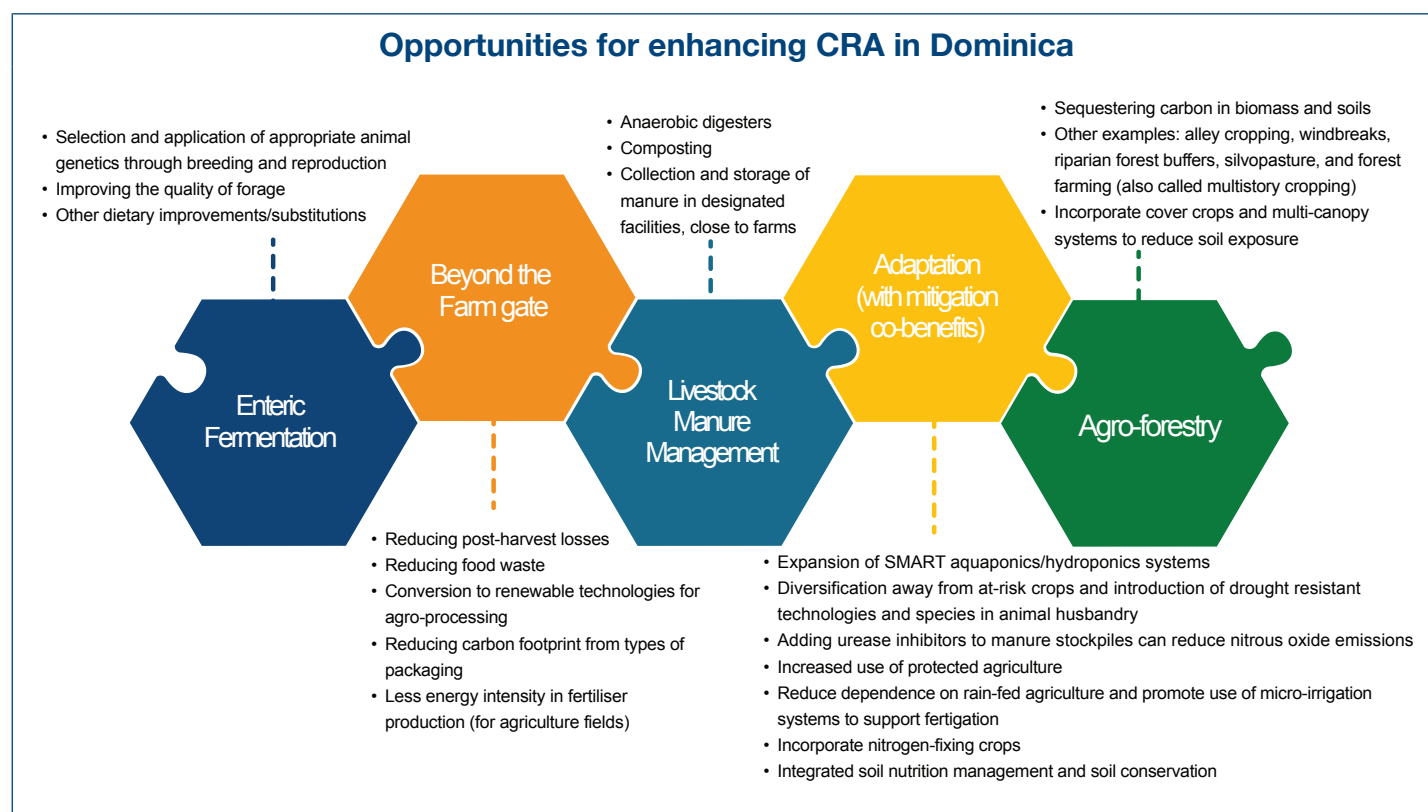 Opportunities for enhancing CRA in Dominica
• Selection and application of appropriate animal
genetics through breeding and reproduction
• Improving the quality of forage
• Other dietary improvements/substitutions
Enteric
Fermentation
Beyond the
Farm gate
• Reducing post-harvest losses
• Reducing food waste
• Conversion to renewable technologies for
agro-processing
• Reducing carbon footprint from types of
packaging
• Less energy intensity in fertiliser
production (for agriculture fields)
• Anaerobic digesters
• Composting
• Collection and storage of
manure in designated
facilities, close to farms
Livestock
Manure
Management
Adaptation
(with mitigation
co-benefits)
• Expansion of SMART aquaponics/hydroponics systems
• Diversification away from at-risk crops and introduction of drought resistant
technologies and species in animal husbandry
• Adding urease inhibitors to manure stockpiles can reduce nitrous oxide emissions
• Increased use of protected agriculture
• Reduce dependence on rain-fed agriculture and promote use of micro-irrigation
systems to support fertigation
• Incorporate nitrogen-fixing crops
• Integrated soil nutrition management and soil conservation
• Sequestering carbon in biomass and soils
• Other examples: alley cropping, windbreaks,
riparian forest buffers, silvopasture, and forest
farming (also called multistory cropping)
• Incorporate cover crops and multi-canopy
systems to reduce soil exposure
Agro-forestry